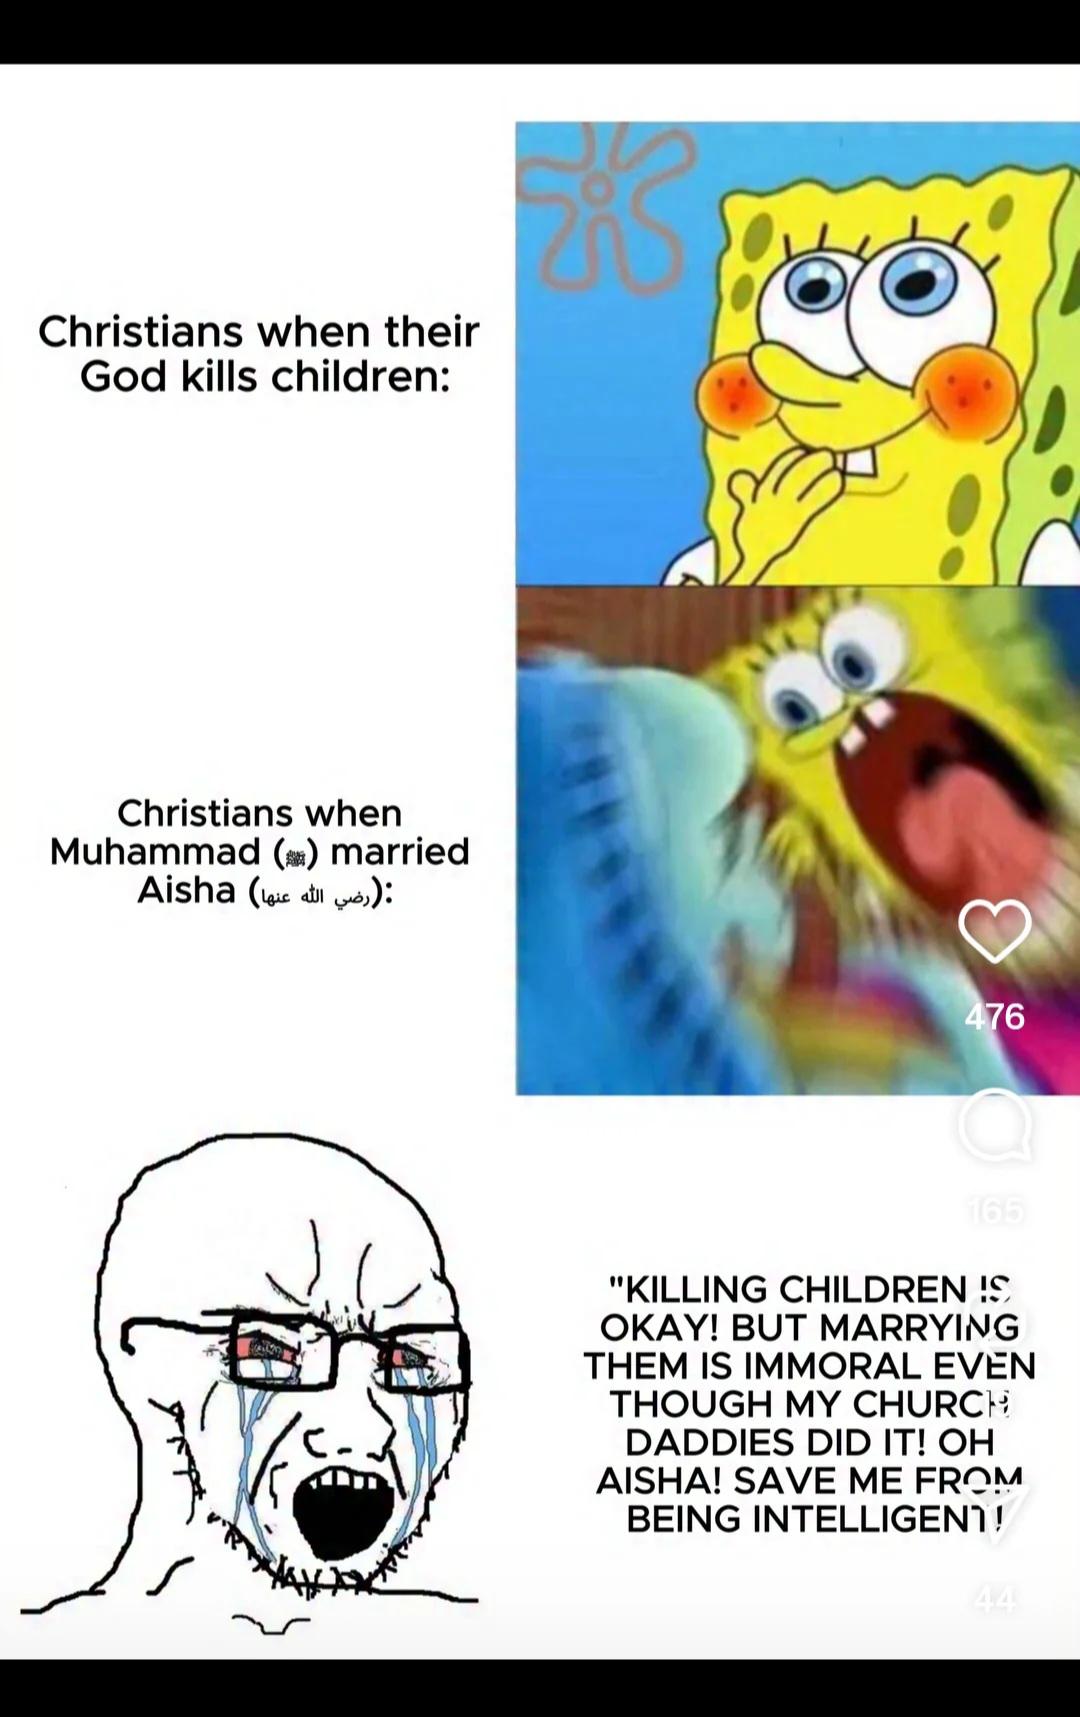 Christians when their
God kills children:
Christians when
Muhammad (ﷺ) married
Aisha (رضي الله عنها):
476
165
"KILLING CHILDREN IS
OKAY! BUT MARRYING
THEM IS IMMORAL EVEN
THOUGH MY CHURCH
DADDIES DID IT! OH
AISHA! SAVE ME FROM
BEING INTELLIGENT!
44